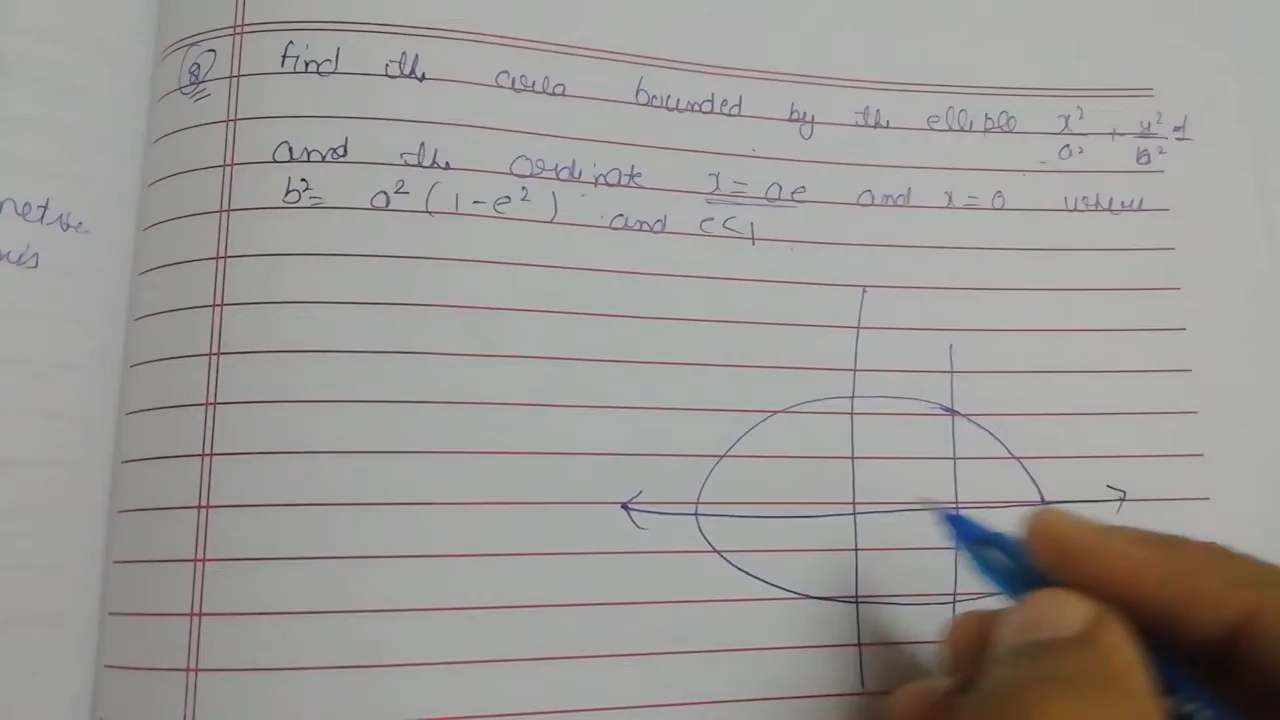 8
find the area bounded by the ellipse x²/a² + y²/b² = 1
and the ordinate x = ae and x = 0 where
b² = a² (1 - e²) and e < 1